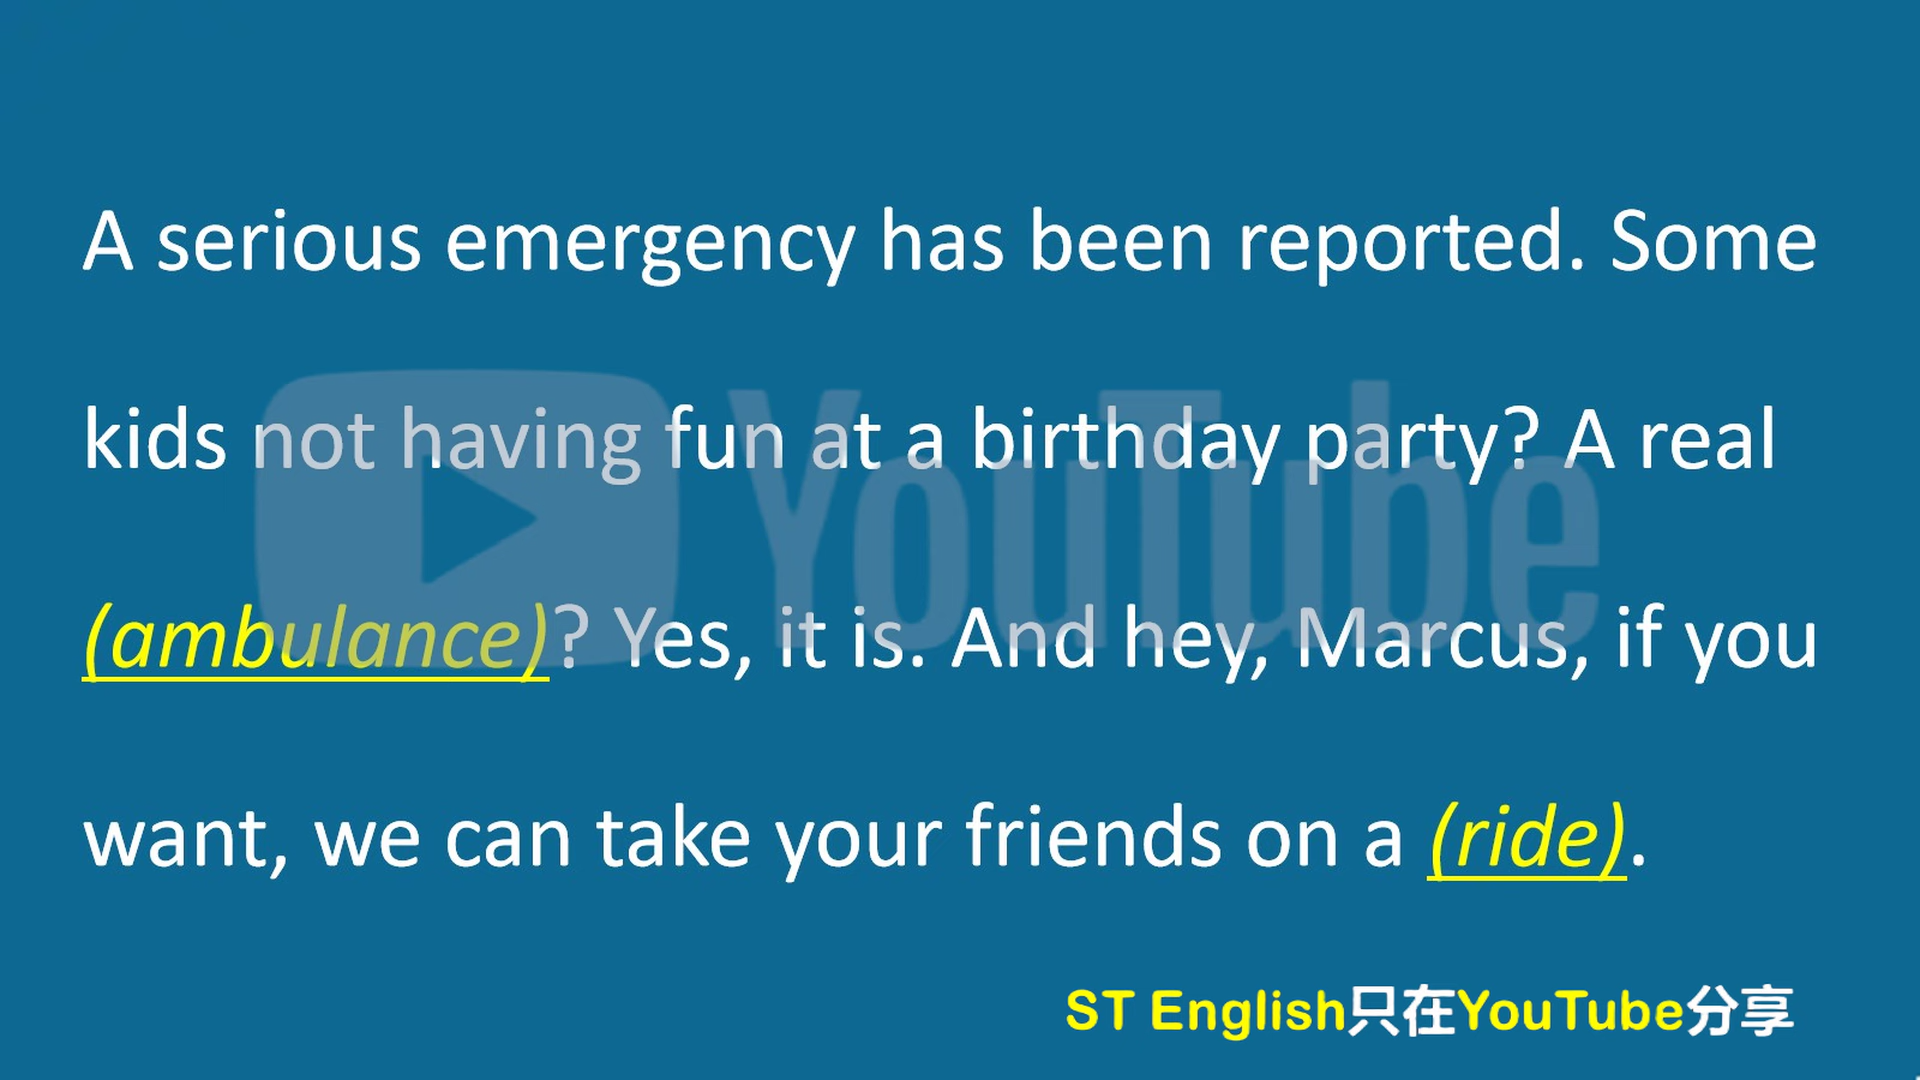 A serious emergency has been reported. Some
kids not having fun at a birthday party? A real
(ambulance)? Yes, it is. And hey, Marcus, if you
want, we can take your friends on a (ride).
YouTube
ST English只在YouTube分享